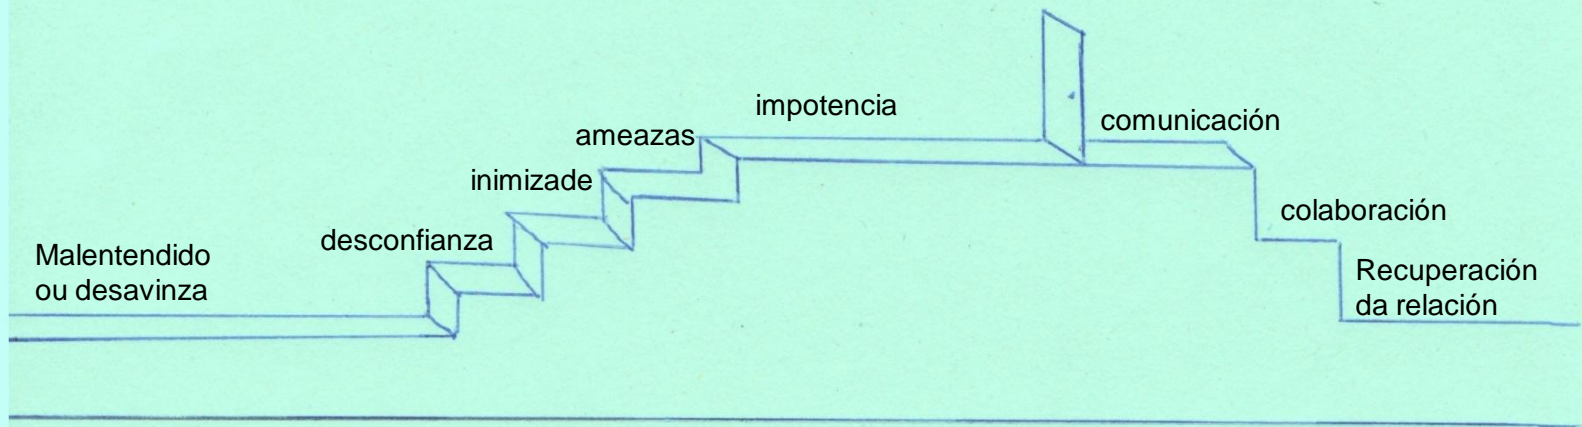 Malentendido
ou desavinza
desconfianza
inimizade
ameazas
impotencia
comunicación
colaboración
Recuperación
da relación